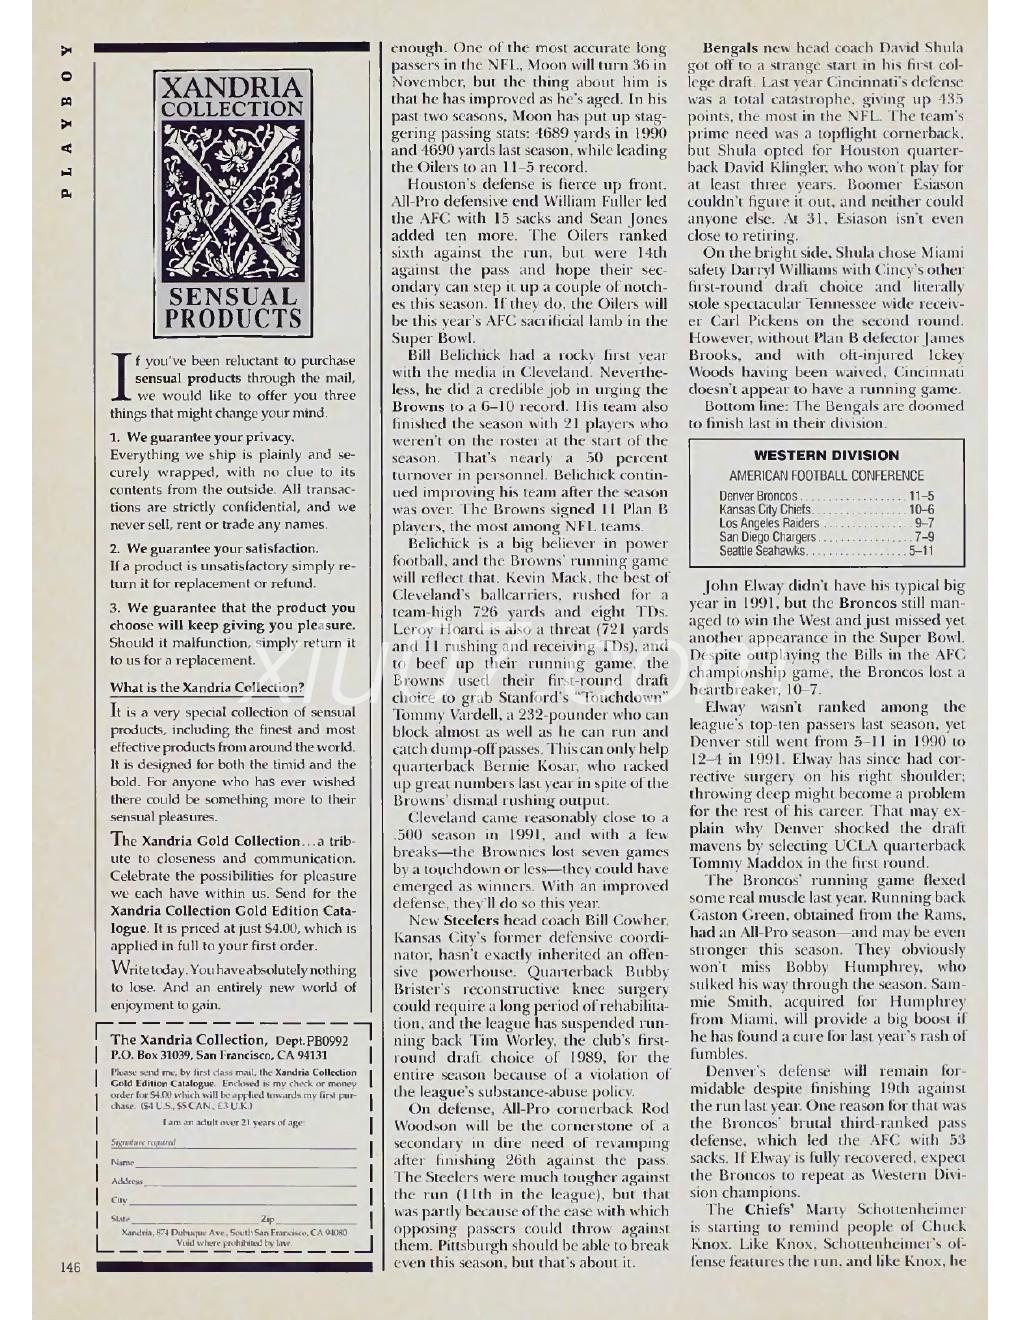 PLAYBOY
XANDRIA
COLLECTION
SENSUAL
PRODUCTS
If you've been reluctant to purchase
sensual products through the mail,
we would like to offer you three
things that might change your mind.
1. We guarantee your privacy.
Everything we ship is plainly and se-
curely wrapped, with no clue to its
contents from the outside. All transac-
tions are strictly confidential, and we
never sell, rent or trade any names.
2. We guarantee your satisfaction.
If a product is unsatisfactory simply re-
turn it for replacement or refund.
3. We guarantee that the product you
choose will keep giving you pleasure.
Should it malfunction, simply return it
to us for a replacement.
What is the Xandria Collection?
It is a very special collection of sensual
products, including the finest and most
effective products from around the world.
It is designed for both the timid and the
bold. For anyone who has ever wished
there could be something more to their
sensual pleasures.
The Xandria Gold Collection...a trib-
ute to closeness and communication.
Celebrate the possibilities for pleasure
we each have within us. Send for the
Xandria Collection Gold Edition Cata-
logue. It is priced at just $4.00, which is
applied in full to your first order.
Write today. You have absolutely nothing
to lose. And an entirely new world of
enjoyment to gain.
The Xandria Collection, Dept.PB0992
P.O. Box 31039, San Francisco, CA 94131
Please send me, by first class mail, the Xandria Collection
Gold Edition Catalogue. Enclosed is my check or money
order for $4.00 which will be applied towards my first pur-
chase. ($4 U.S., $5 CAN., £3 U.K.)
I am an adult over 21 years of age:
Signature required
Name
Address
City
State Zip
Xandria, 874 Dubuque Ave., South San Francisco, CA 94080
Void where prohibited by law.
146
enough. One of the most accurate long
passers in the NFL, Moon will turn 36 in
November, but the thing about him is
that he has improved as he's aged. In his
past two seasons, Moon has put up stag-
gering passing stats: 4689 yards in 1990
and 4690 yards last season, while leading
the Oilers to an 11–5 record.
Houston's defense is fierce up front.
All-Pro defensive end William Fuller led
the AFC with 15 sacks and Sean Jones
added ten more. The Oilers ranked
sixth against the run, but were 14th
against the pass and hope their sec-
ondary can step it up a couple of notch-
es this season. If they do, the Oilers will
be this year's AFC sacrificial lamb in the
Super Bowl.
Bill Belichick had a rocky first year
with the media in Cleveland. Neverthe-
less, he did a credible job in urging the
Browns to a 6–10 record. His team also
finished the season with 21 players who
weren't on the roster at the start of the
season. That's nearly a 50 percent
turnover in personnel. Belichick contin-
ued improving his team after the season
was over. The Browns signed 11 Plan B
players, the most among NFL teams.
Belichick is a big believer in power
football, and the Browns' running game
will reflect that. Kevin Mack, the best of
Cleveland's ballcarriers, rushed for a
team-high 726 yards and eight TDs.
Leroy Hoard is also a threat (721 yards
and 11 rushing and receiving TDs), and
to beef up their running game, the
Browns used their first-round draft
choice to grab Stanford's "Touchdown"
Tommy Vardell, a 232-pounder who can
block almost as well as he can run and
catch dump-off passes. This can only help
quarterback Bernie Kosar, who racked
up great numbers last year in spite of the
Browns' dismal rushing output.
Cleveland came reasonably close to a
.500 season in 1991, and with a few
breaks—the Brownies lost seven games
by a touchdown or less—they could have
emerged as winners. With an improved
defense, they'll do so this year.
New Steelers head coach Bill Cowher,
Kansas City's former defensive coordi-
nator, hasn't exactly inherited an offen-
sive powerhouse. Quarterback Bubby
Brister's reconstructive knee surgery
could require a long period of rehabilita-
tion, and the league has suspended run-
ning back Tim Worley, the club's first-
round draft choice of 1989, for the
entire season because of a violation of
the league's substance-abuse policy.
On defense, All-Pro cornerback Rod
Woodson will be the cornerstone of a
secondary in dire need of revamping
after finishing 26th against the pass.
The Steelers were much tougher against
the run (11th in the league), but that
was partly because of the ease with which
opposing passers could throw against
them. Pittsburgh should be able to break
even this season, but that's about it.
Bengals new head coach David Shula
got off to a strange start in his first col-
lege draft. Last year Cincinnati's defense
was a total catastrophe, giving up 435
points, the most in the NFL. The team's
prime need was a topflight cornerback,
but Shula opted for Houston quarter-
back David Klingler, who won't play for
at least three years. Boomer Esiason
couldn't figure it out, and neither could
anyone else. At 31, Esiason isn't even
close to retiring.
On the bright side, Shula chose Miami
safety Darryl Williams with Cincy's other
first-round draft choice and literally
stole spectacular Tennessee wide receiv-
er Carl Pickens on the second round.
However, without Plan B defector James
Brooks, and with oft-injured Ickey
Woods having been waived, Cincinnati
doesn't appear to have a running game.
Bottom line: The Bengals are doomed
to finish last in their division.
WESTERN DIVISION
AMERICAN FOOTBALL CONFERENCE
Denver Broncos..................11–5
Kansas City Chiefs................10–6
Los Angeles Raiders...............9–7
San Diego Chargers................7–9
Seattle Seahawks..................5–11
John Elway didn't have his typical big
year in 1991, but the Broncos still man-
aged to win the West and just missed yet
another appearance in the Super Bowl.
Despite outplaying the Bills in the AFC
championship game, the Broncos lost a
heartbreaker, 10–7.
Elway wasn't ranked among the
league's top-ten passers last season, yet
Denver still went from 5–11 in 1990 to
12–4 in 1991. Elway has since had cor-
rective surgery on his right shoulder;
throwing deep might become a problem
for the rest of his career. That may ex-
plain why Denver shocked the draft
mavens by selecting UCLA quarterback
Tommy Maddox in the first round.
The Broncos' running game flexed
some real muscle last year. Running back
Gaston Green, obtained from the Rams,
had an All-Pro season—and may be even
stronger this season. They obviously
won't miss Bobby Humphrey, who
sulked his way through the season. Sam-
mie Smith, acquired for Humphrey
from Miami, will provide a big boost if
he has found a cure for last year's rash of
fumbles.
Denver's defense will remain for-
midable despite finishing 19th against
the run last year. One reason for that was
the Broncos' brutal third-ranked pass
defense, which led the AFC with 53
sacks. If Elway is fully recovered, expect
the Broncos to repeat as Western Divi-
sion champions.
The Chiefs' Marty Schottenheimer
is starting to remind people of Chuck
Knox. Like Knox, Schottenheimer's of-
fense features the run, and like Knox, he
xiu07.com